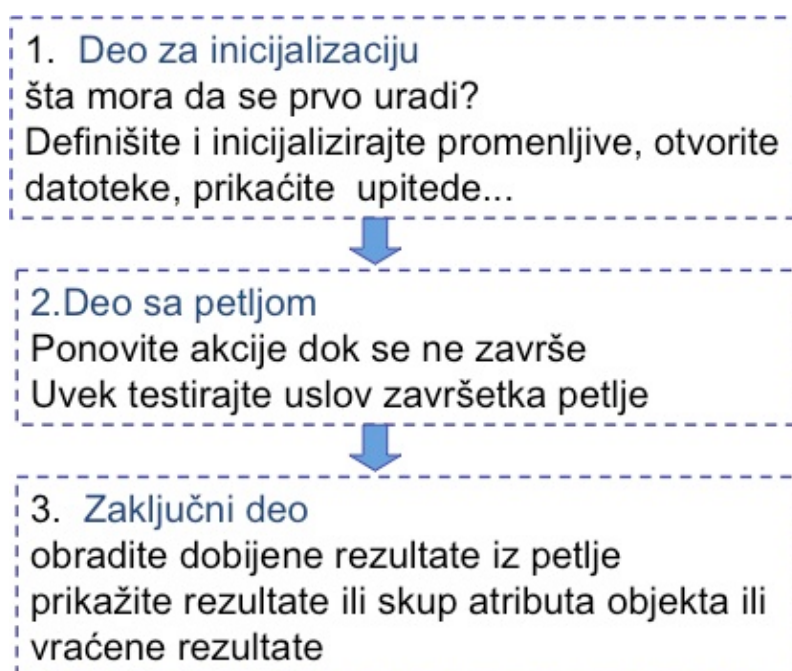 1. Deo za inicijalizaciju
šta mora da se prvo uradi?
Definišite i inicijalizirajte promenljive, otvorite
datoteke, prikaćite upitede...
2.Deo sa petljom
Ponovite akcije dok se ne završe
Uvek testirajte uslov završetka petlje
3. Zaključni deo
obradite dobijene rezultate iz petlje
prikažite rezultate ili skup atributa objekta ili
vraćene rezultate